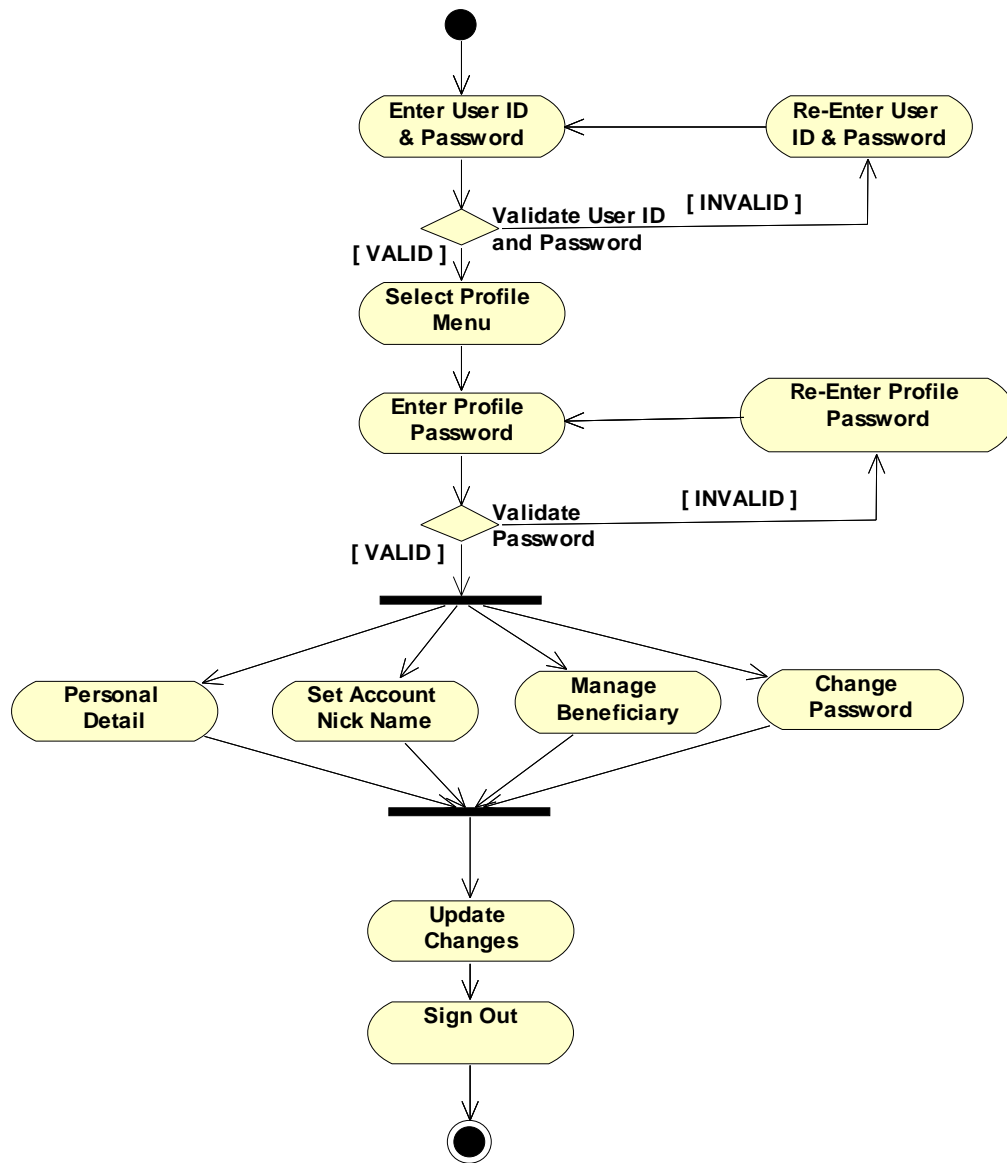 Enter User ID
& Password
Re-Enter User
ID & Password
[ INVALID ]
Validate User ID
and Password
[ VALID ]
Select Profile
Menu
Enter Profile
Password
Re-Enter Profile
Password
[ INVALID ]
Validate
Password
[ VALID ]
Personal
Detail
Set Account
Nick Name
Manage
Beneficiary
Change
Password
Update
Changes
Sign Out